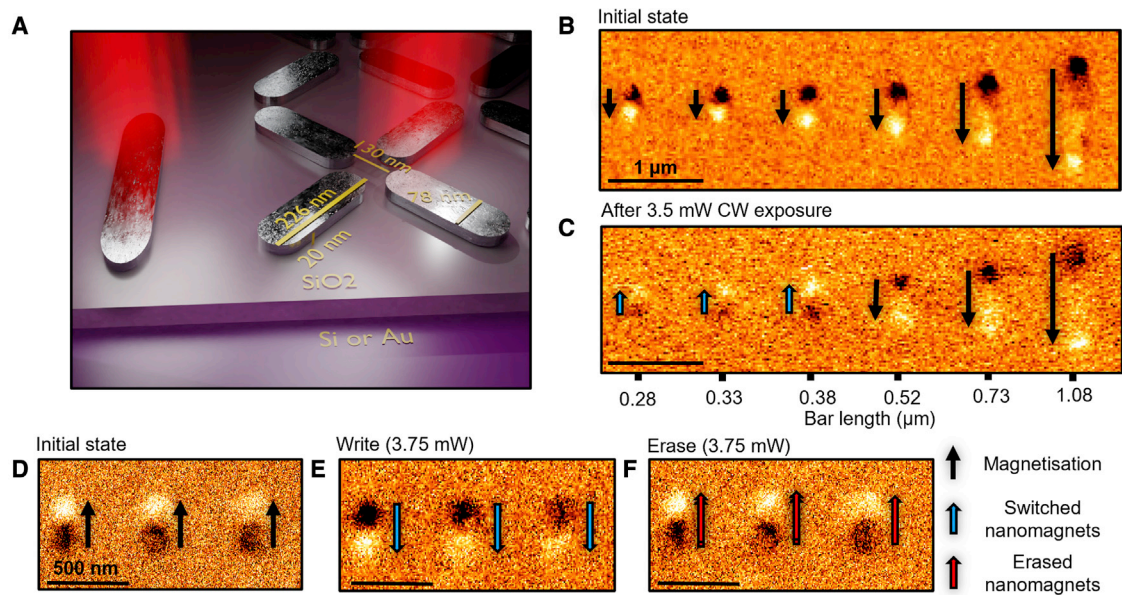 A
130 nm
226 nm
78 nm
20 nm
SiO2
Si or Au
B
Initial state
1 µm
C
After 3.5 mW CW exposure
0.28 0.33 0.38 0.52 0.73 1.08
Bar length (µm)
D
Initial state
500 nm
E
Write (3.75 mW)
F
Erase (3.75 mW)
Magnetisation
Switched
nanomagnets
Erased
nanomagnets